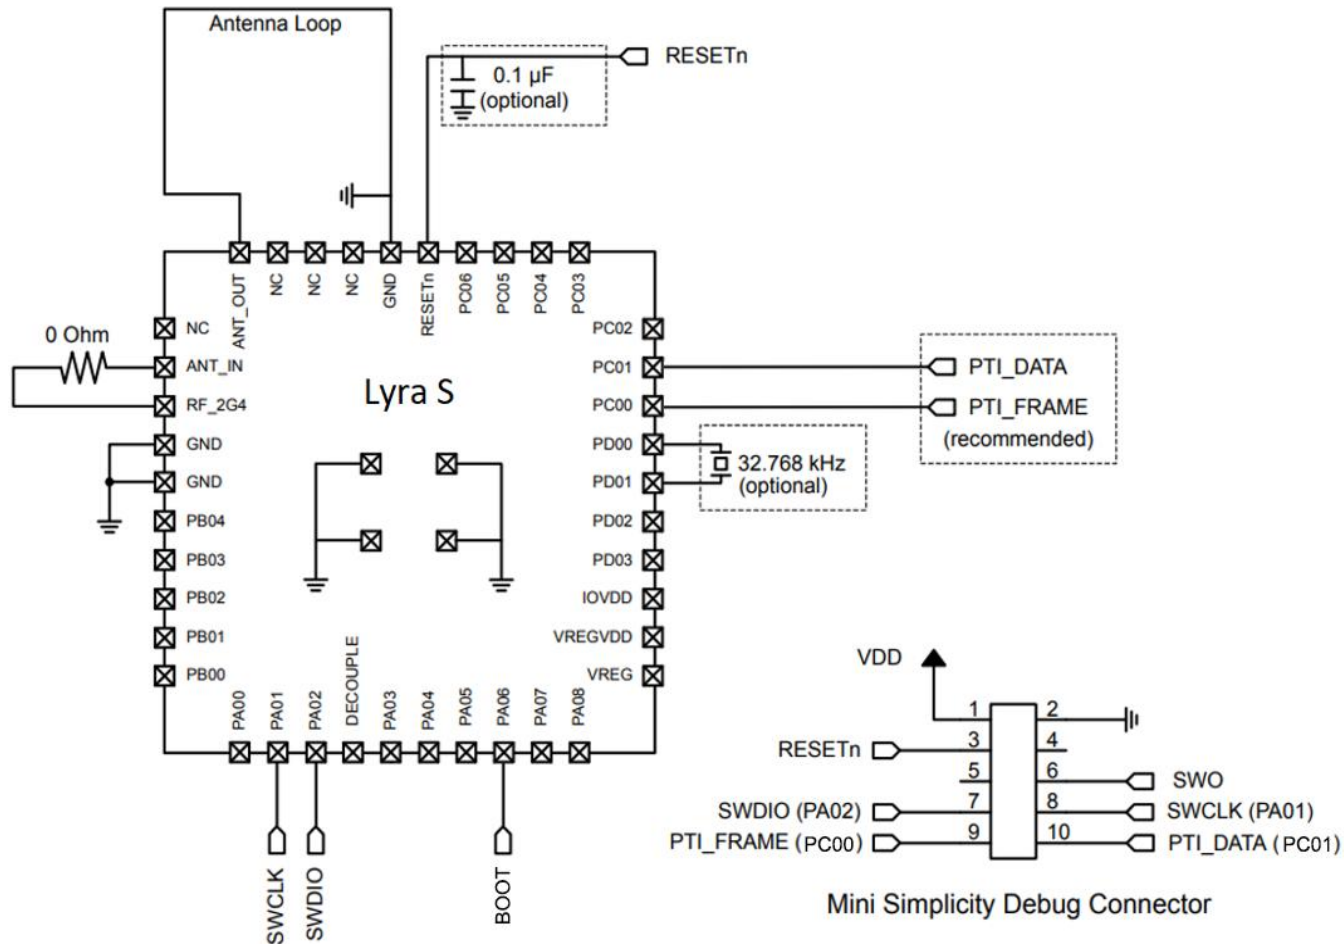 Antenna Loop
0.1 µF
(optional)
RESETn
ANT_OUT
NC
NC
NC
GND
RESETn
PC06
PC05
PC04
PC03
0 Ohm
NC
ANT_IN
RF_2G4
GND
GND
PB04
PB03
PB02
PB01
PB00
Lyra S
PC02
PC01
PC00
PD00
PD01
PD02
PD03
IOVDD
VREGVDD
VREG
PTI_DATA
PTI_FRAME
(recommended)
32.768 kHz
(optional)
PA00
PA01
PA02
DECOUPLE
PA03
PA04
PA05
PA06
PA07
PA08
SWCLK
SWDIO
BOOT
VDD
1 2
RESETn 3 4
5 6 SWO
SWDIO (PA02) 7 8 SWCLK (PA01)
PTI_FRAME (PC00) 9 10 PTI_DATA (PC01)
Mini Simplicity Debug Connector